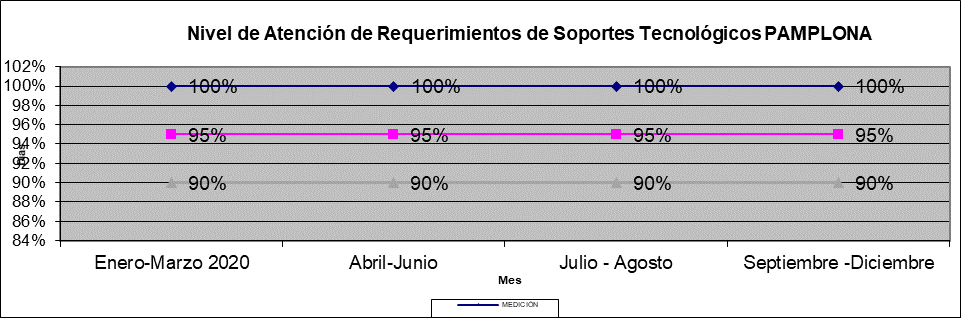 Nivel de Atención de Requerimientos de Soportes Tecnológicos PAMPLONA
102%
100%
98%
96%
94%
92%
90%
88%
86%
84%
100% 100% 100% 100%
95% 95% 95% 95%
90% 90% 90% 90%
Enero-Marzo 2020 Abril-Junio Julio - Agosto Septiembre -Diciembre
Mes
MEDICIÓN